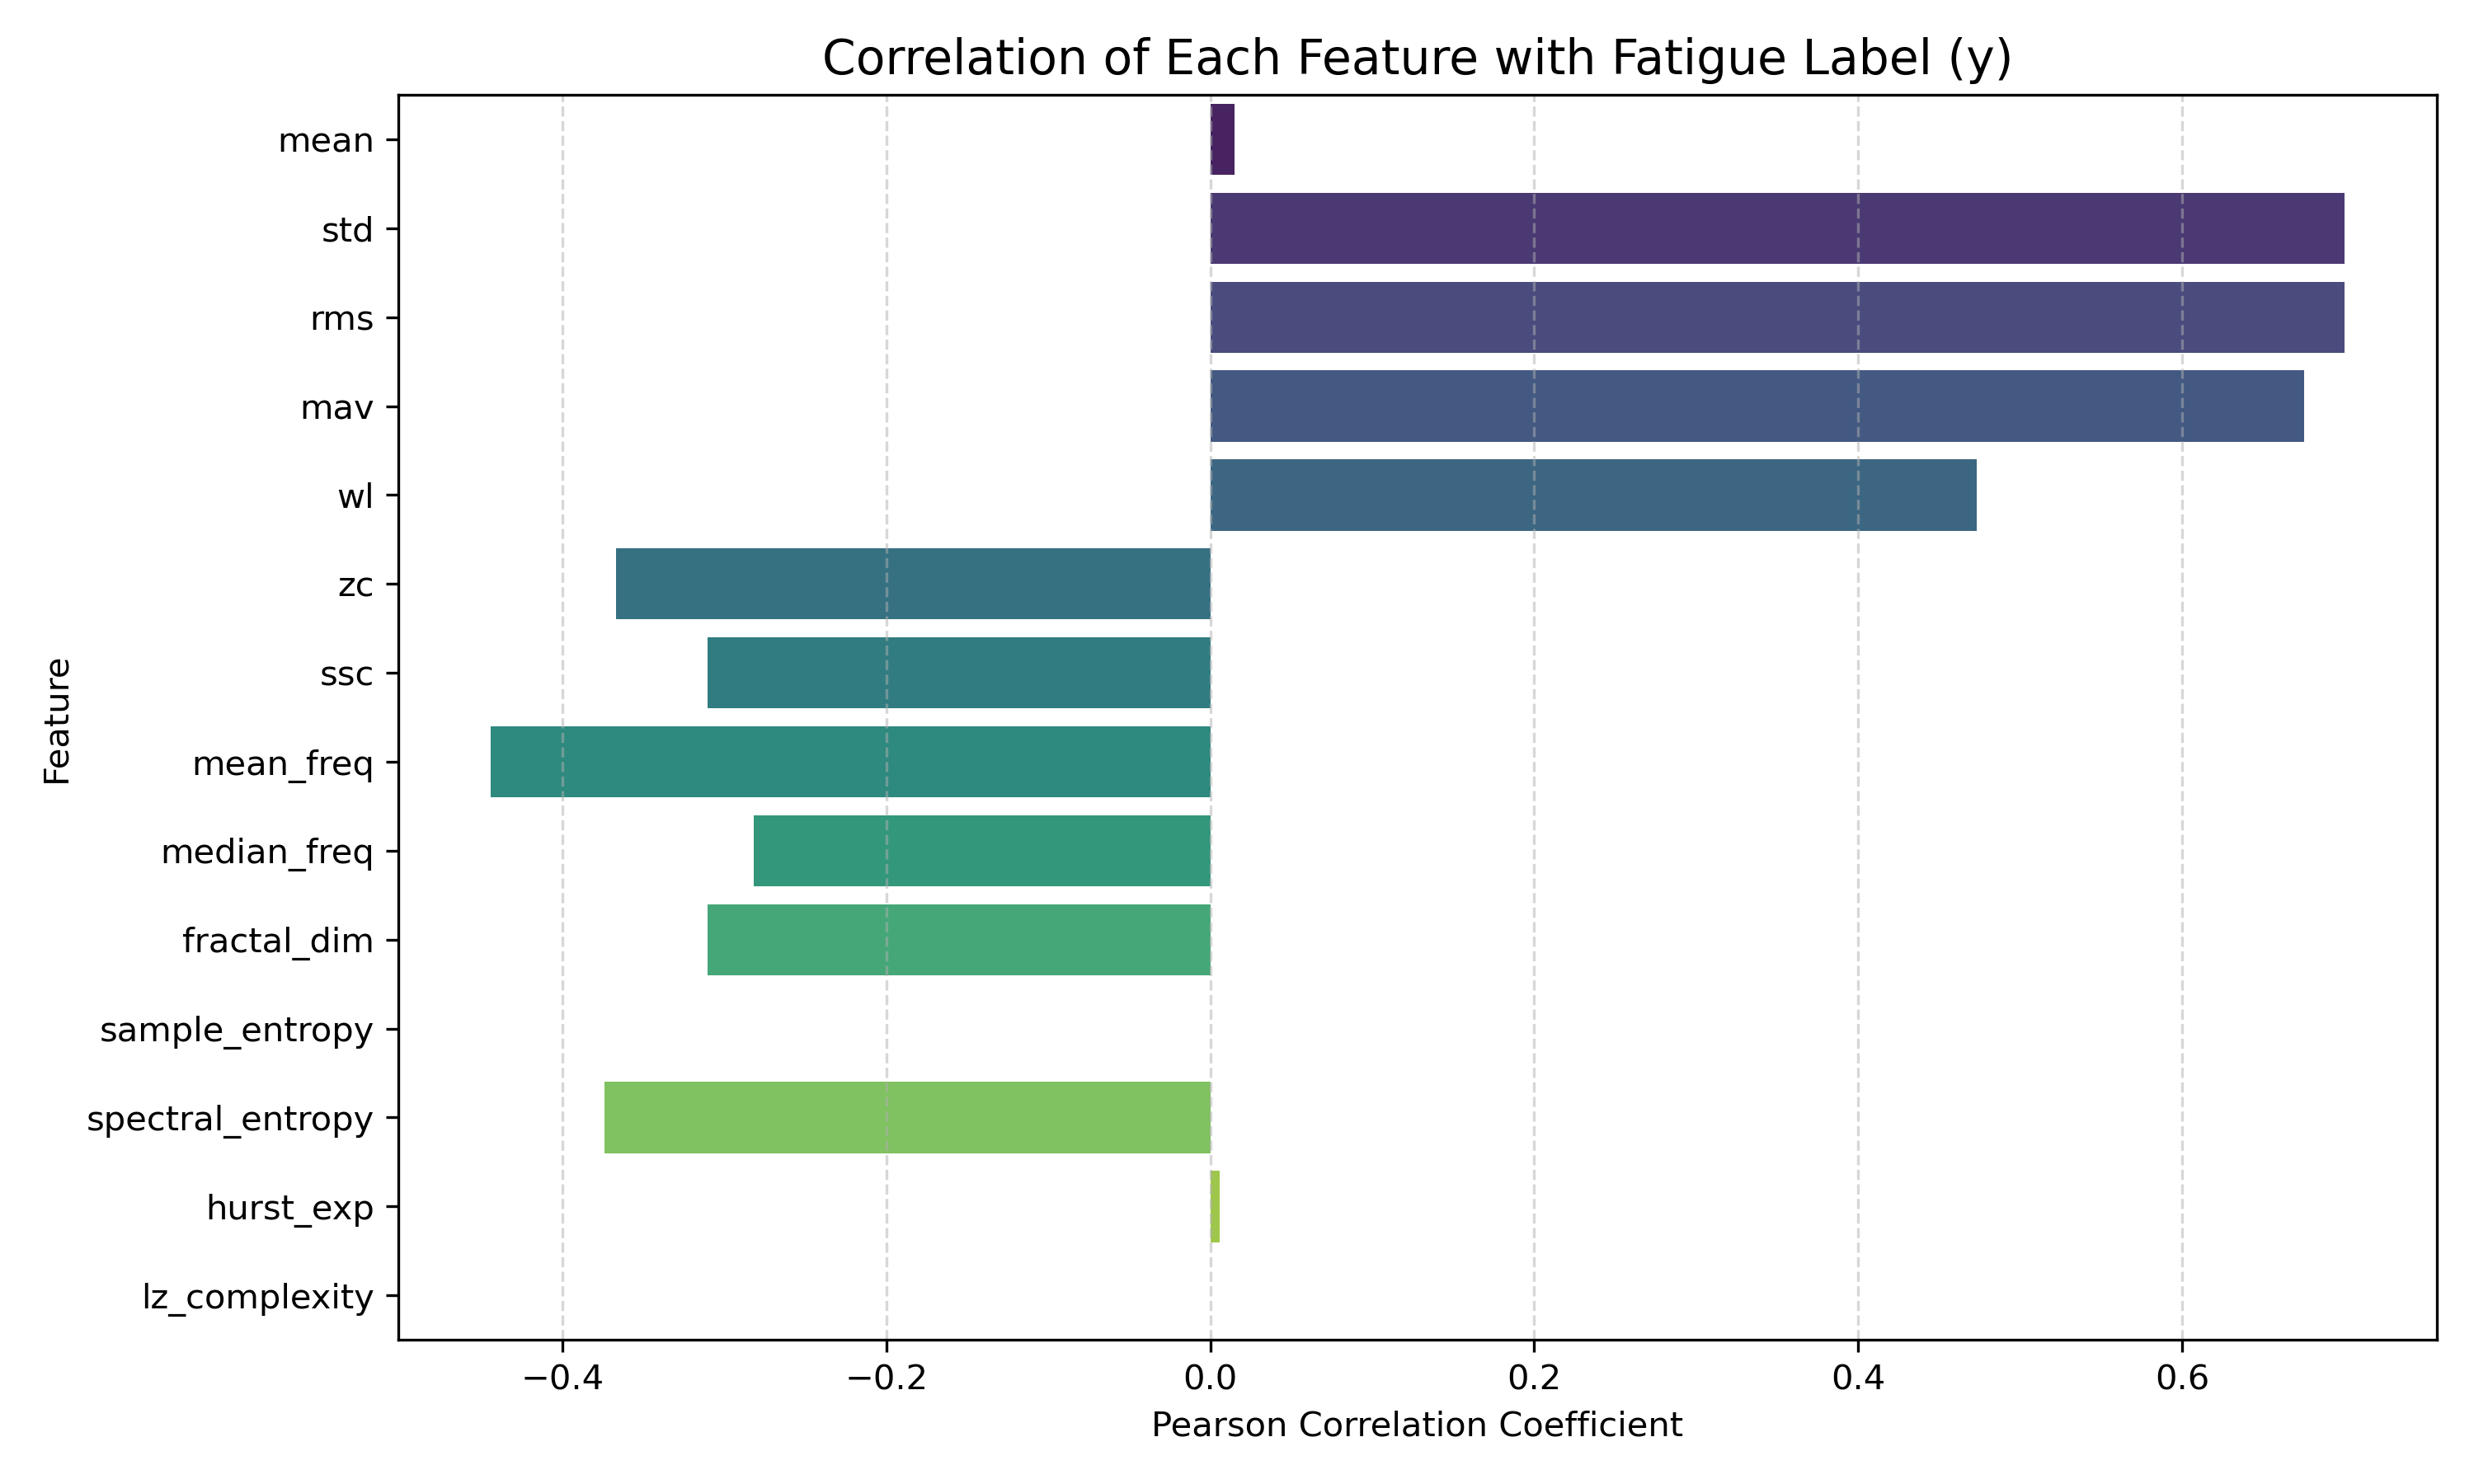 Correlation of Each Feature with Fatigue Label (y)
mean
std
rms
mav
wl
zc
ssc
mean_freq
median_freq
fractal_dim
sample_entropy
spectral_entropy
hurst_exp
lz_complexity
Feature
−0.4 −0.2 0.0 0.2 0.4 0.6
Pearson Correlation Coefficient